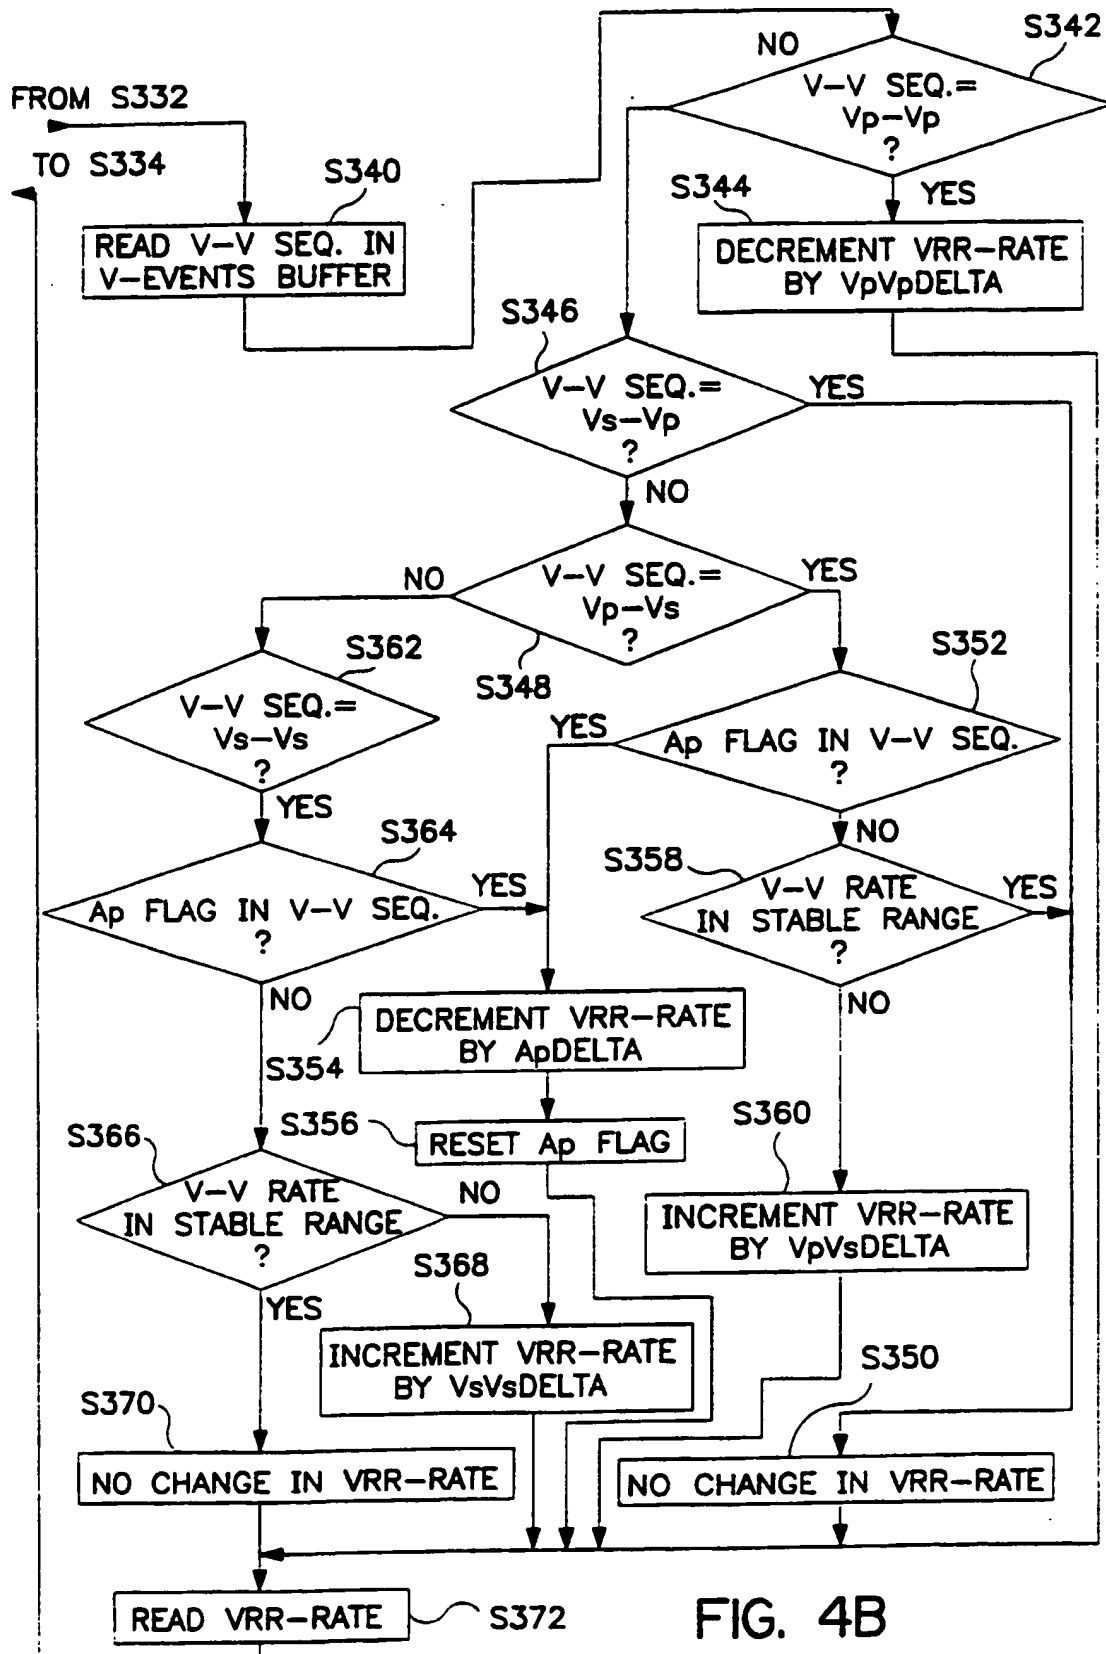 S342
NO
V-V SEQ.=
Vp-Vp
?
FROM S332
TO S334
S340
READ V-V SEQ. IN
V-EVENTS BUFFER
S344
YES
DECREMENT VRR-RATE
BY VpVpDELTA
S346
V-V SEQ.=
Vs-Vp
?
YES
NO
V-V SEQ.=
Vp-Vs
?
NO
YES
S348
S362
V-V SEQ.=
Vs-Vs
?
YES
S352
YES
Ap FLAG IN V-V SEQ.
?
NO
S364
Ap FLAG IN V-V SEQ.
?
YES
NO
S358
V-V RATE
IN STABLE RANGE
?
YES
NO
DECREMENT VRR-RATE
BY ApDELTA
S354
S356
RESET Ap FLAG
S366
V-V RATE
IN STABLE RANGE
?
NO
YES
S360
INCREMENT VRR-RATE
BY VpVsDELTA
S368
INCREMENT VRR-RATE
BY VsVsDELTA
S350
S370
NO CHANGE IN VRR-RATE
NO CHANGE IN VRR-RATE
READ VRR-RATE
S372
FIG. 4B